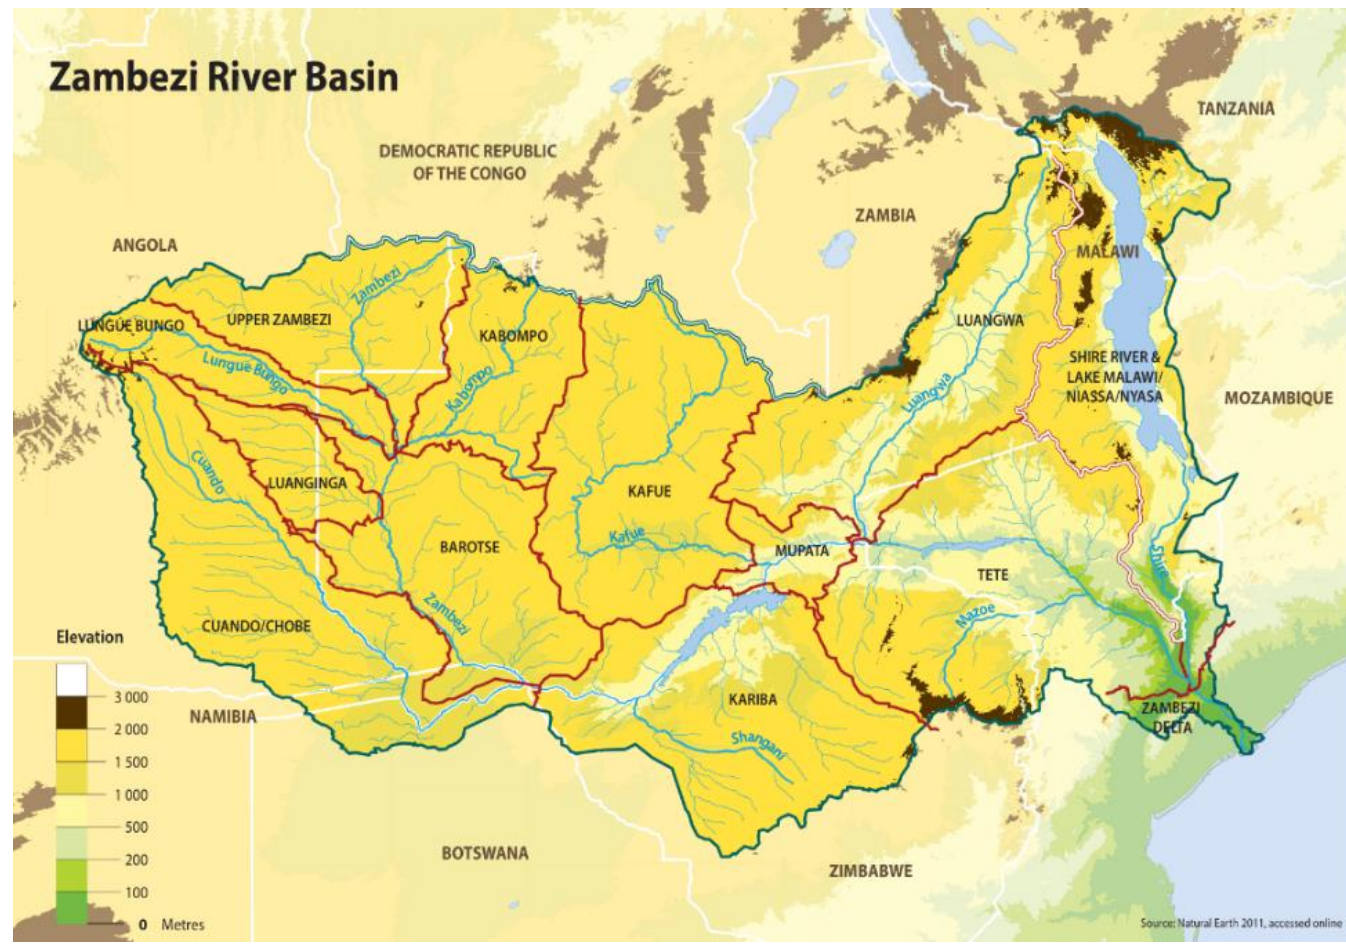 Zambezi River Basin
DEMOCRATIC REPUBLIC
OF THE CONGO
TANZANIA
ZAMBIA
ANGOLA
MALAWI
Zambezi
LUNGÚE BUNGO
UPPER ZAMBEZI
KABOMPO
LUANGWA
Lungúe Bungo
Kabompo
Luangwa
SHIRE RIVER &
LAKE MALAWI/
NIASSA/NYASA
MOZAMBIQUE
Cuando
LUANGINGA
KAFUE
Kafue
BAROTSE
MUPATA
TETE
Shire
Zambezi
Mazoe
CUANDO/CHOBE
KARIBA
Shangani
ZAMBEZI
DELTA
NAMIBIA
BOTSWANA
ZIMBABWE
Elevation
3 000
2 000
1 500
1 000
500
200
100
0 Metres
Source: Natural Earth 2011, accessed online